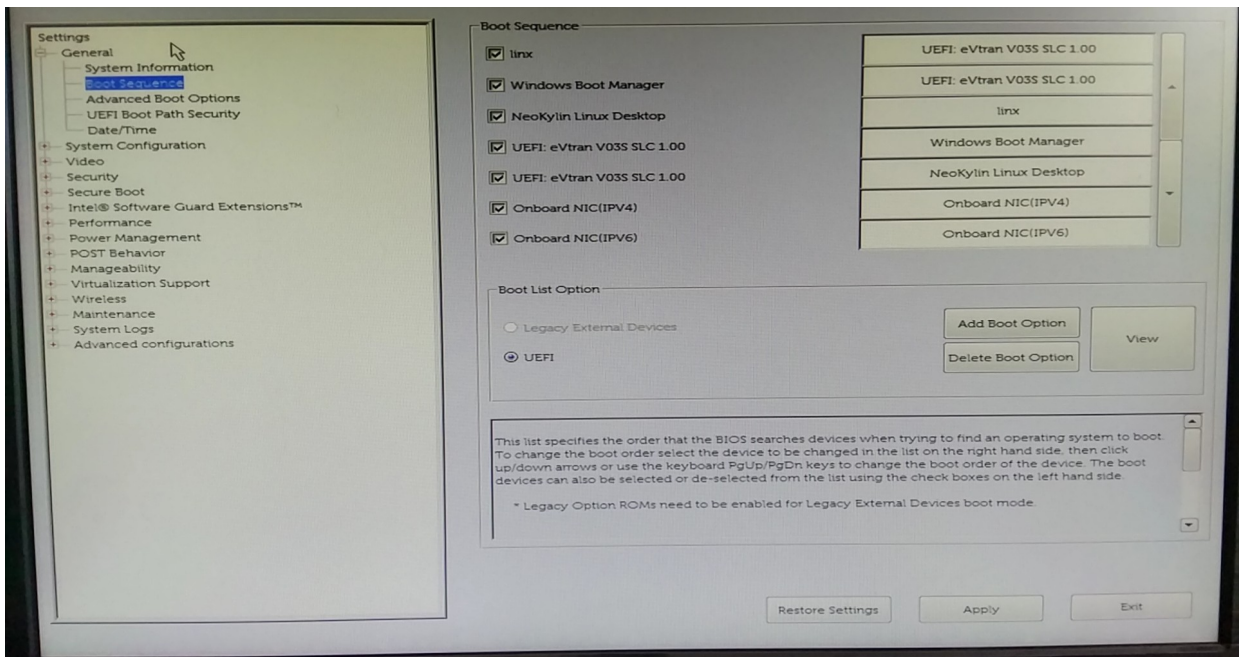 Settings
General
System Information
Boot Sequence
Advanced Boot Options
UEFI Boot Path Security
Date/Time
System Configuration
Video
Security
Secure Boot
Intel® Software Guard Extensions™
Performance
Power Management
POST Behavior
Manageability
Virtualization Support
Wireless
Maintenance
System Logs
Advanced configurations
Boot Sequence
linx
Windows Boot Manager
NeoKylin Linux Desktop
UEFI: eVtran V03S SLC 1.00
UEFI: eVtran V03S SLC 1.00
Onboard NIC(IPV4)
Onboard NIC(IPV6)
UEFI: eVtran V03S SLC 1.00
UEFI: eVtran V03S SLC 1.00
linx
Windows Boot Manager
NeoKylin Linux Desktop
Onboard NIC(IPV4)
Onboard NIC(IPV6)
Boot List Option
Legacy External Devices
UEFI
Add Boot Option
Delete Boot Option
View
This list specifies the order that the BIOS searches devices when trying to find an operating system to boot.
To change the boot order select the device to be changed in the list on the right hand side, then click
up/down arrows or use the keyboard PgUp/PgDn keys to change the boot order of the device. The boot
devices can also be selected or de-selected from the list using the check boxes on the left hand side.
* Legacy Option ROMs need to be enabled for Legacy External Devices boot mode.
Restore Settings
Apply
Exit